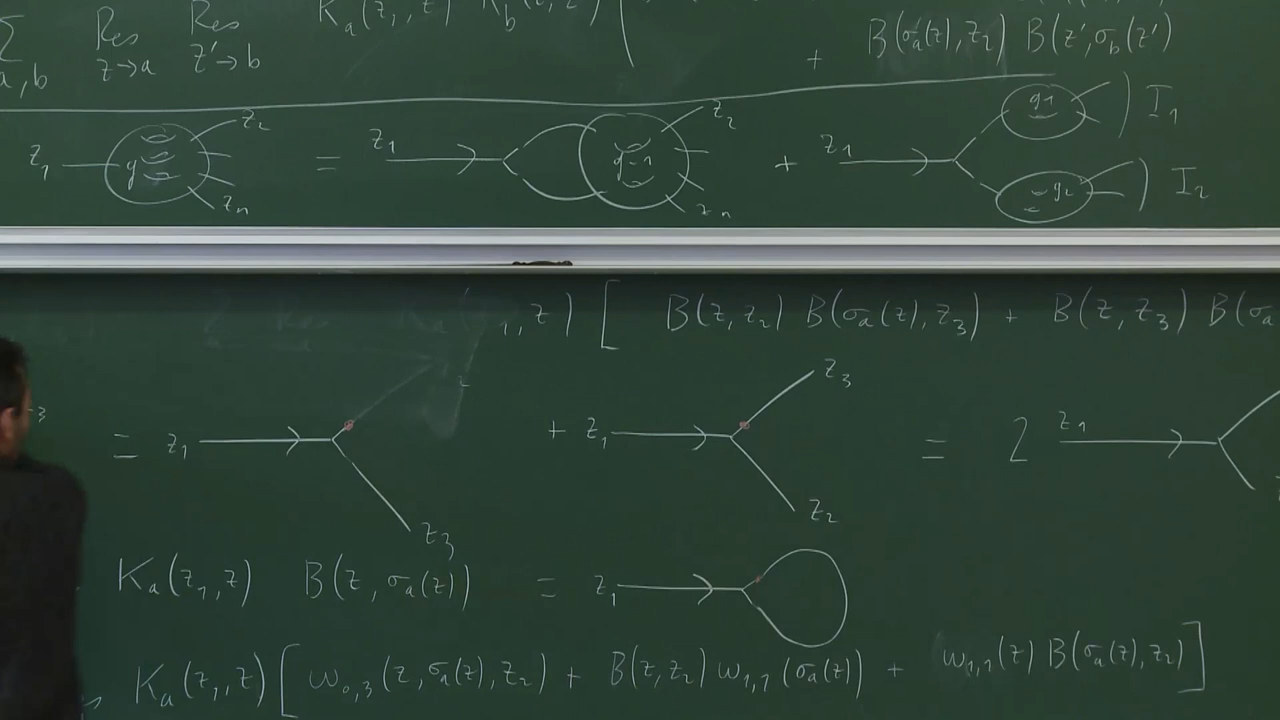 Σ Res Res K_a(z_1, z) K_b(
a,b z→a z'→b
+ B(σ_a(z), z_2) B(z', σ_b(z'))
z_1 g z_2 z_n = z_1 g-1 z_2 z_n + z_1 g_1 ) I_1 g_2 ) I_2
1, z) [ B(z, z_2) B(σ_a(z), z_3) + B(z, z_3) B(σ_a
= z_1 z_3 + z_1 z_3 z_2 = 2 z_1
K_a(z_1, z) B(z, σ_a(z)) = z_1
K_a(z_1, z) [ ω_{0,3}(z, σ_a(z), z_2) + B(z, z_2) ω_{1,1}(σ_a(z)) + ω_{1,1}(z) B(σ_a(z), z_2) ]